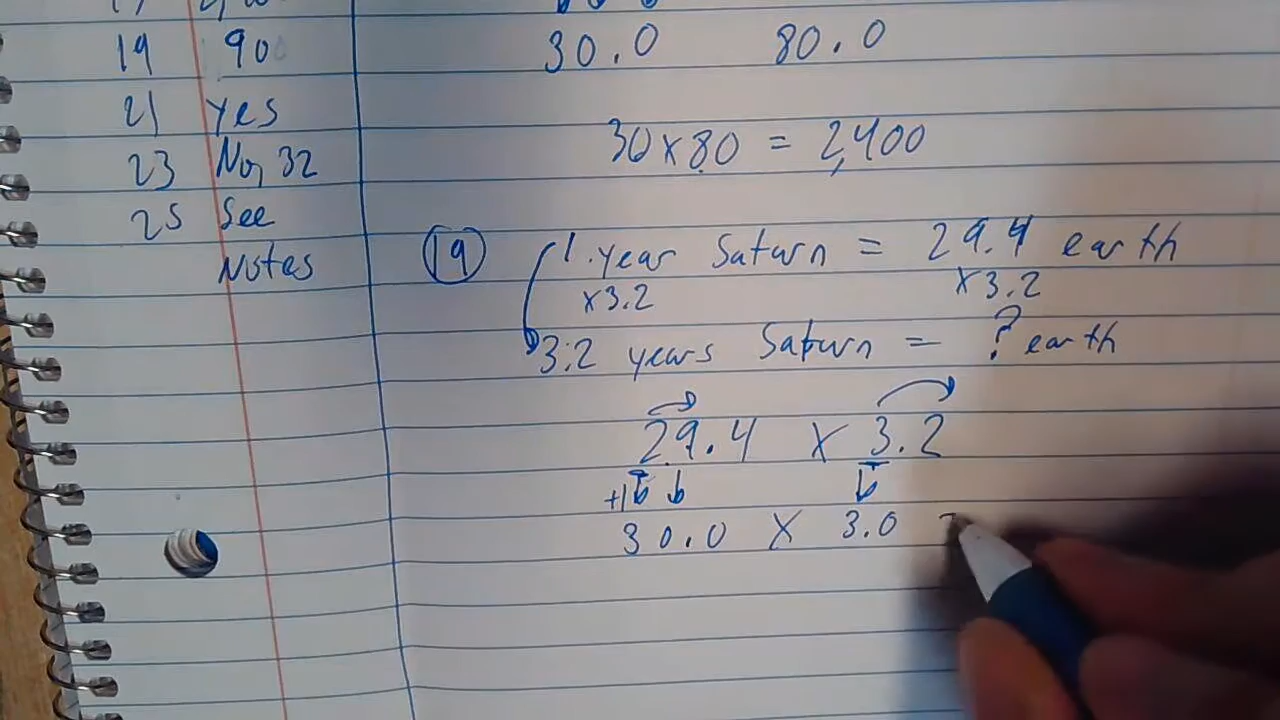 19 90
21 yes
23 No, 32
25 See
Notes
30.0 80.0
30 x 80 = 2,400
19 1 year Saturn = 29.4 earth
x3.2 x3.2
3.2 years Saturn = ? earth
29.4 x 3.2
+1
30.0 x 3.0